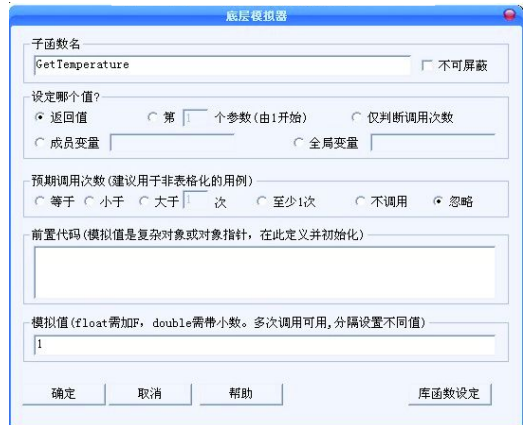 底层模拟器
子函数名
GetTemperature
不可屏蔽
设定哪个值?
返回值 第 1 个参数(由1开始) 仅判断调用次数
成员变量 全局变量
预期调用次数(建议用于非表格化的用例)
等于 小于 大于 1 次 至少1次 不调用 忽略
前置代码(模拟值是复杂对象或对象指针，在此定义并初始化)
模拟值(float需加F，double需带小数。多次调用可用,分隔设置不同值)
1
确定 取消 帮助 库函数设定